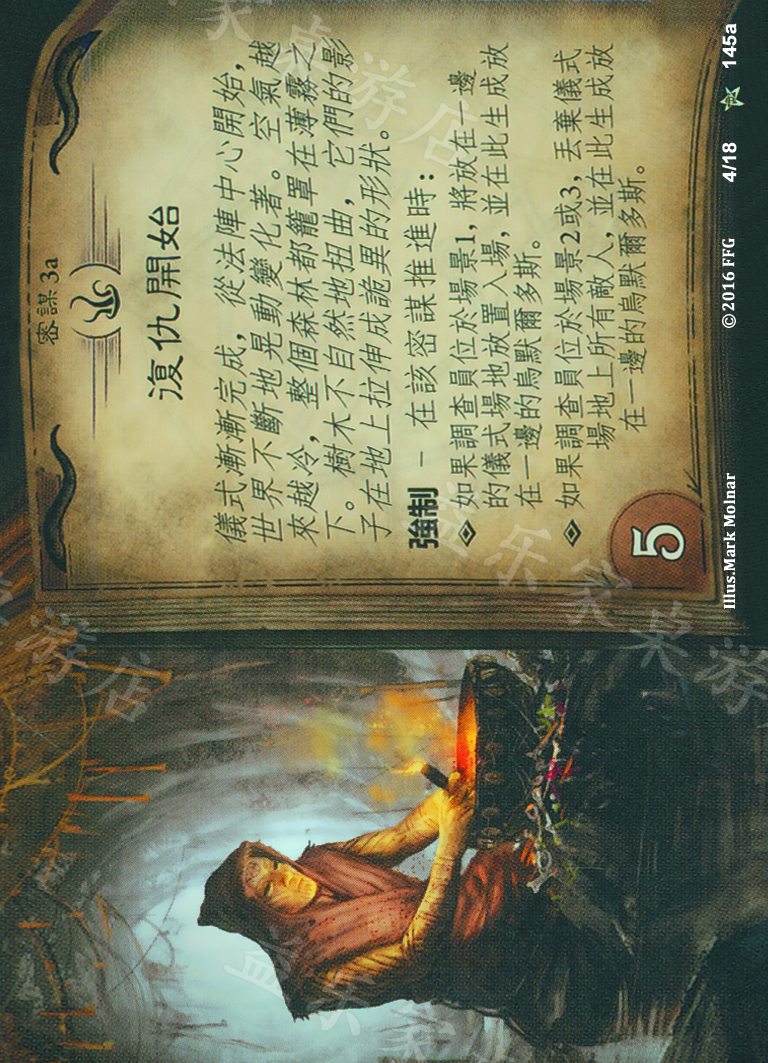 密謀 3a
復仇開始
儀式漸漸完成，從法陣中心開始，
世界不斷地晃動變化著。空氣越
來越冷，整個森林都籠罩在薄霧之
下。樹木不自然地扭曲，它們的影
子在地上拉伸成詭異的形狀。
強制 – 在該密謀推進時：
如果調查員位於場景1，將放在一邊
的儀式場地放置入場，並在此生成放
在一邊的烏默爾多斯。
如果調查員位於場景2或3，丟棄儀式
場地上所有敵人，並在此生成放
在一邊的烏默爾多斯。
5
Illus.Mark Molnar ©2016 FFG 4/18 145a
益乐家桌游店